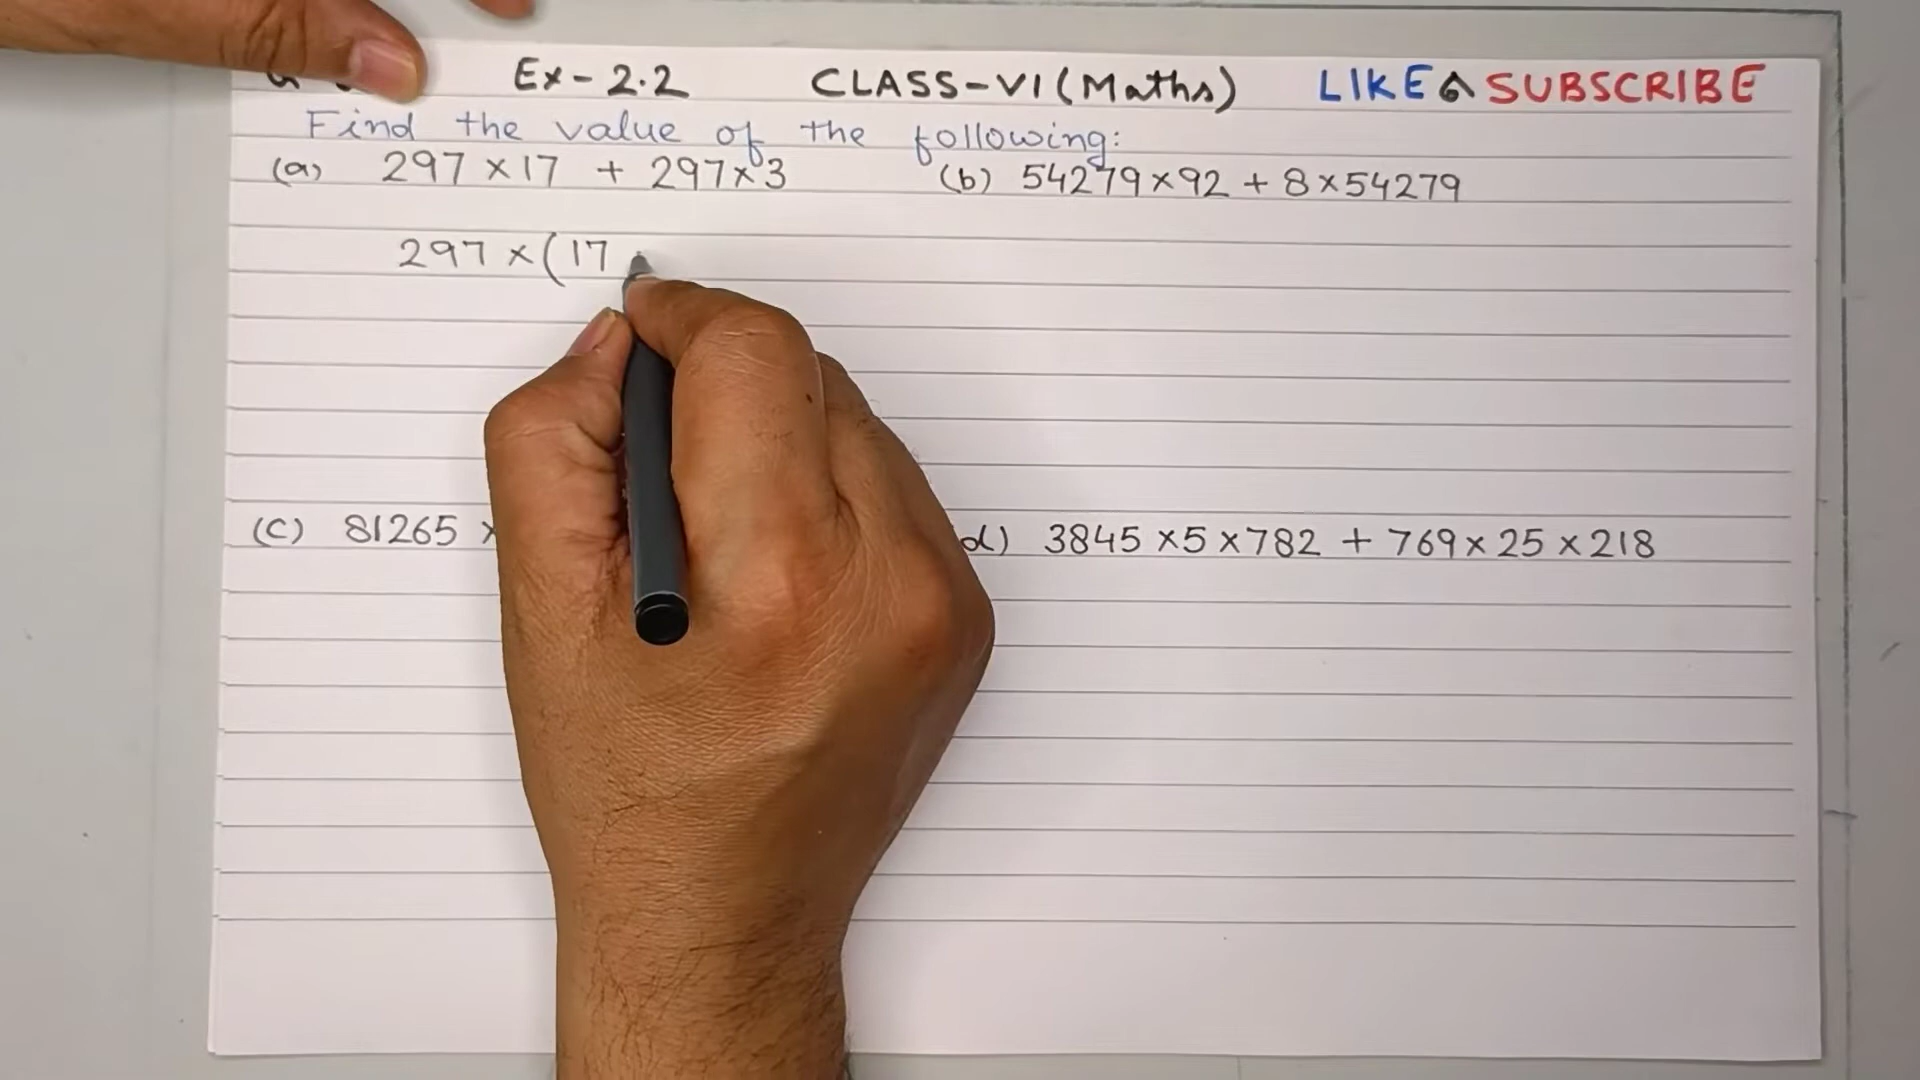 Ex - 2.2 CLASS-VI (Maths) LIKE & SUBSCRIBE
Find the value of the following:
(a) 297 × 17 + 297 × 3 (b) 54279 × 92 + 8 × 54279
297 × (17
(c) 81265 × d) 3845 × 5 × 782 + 769 × 25 × 218